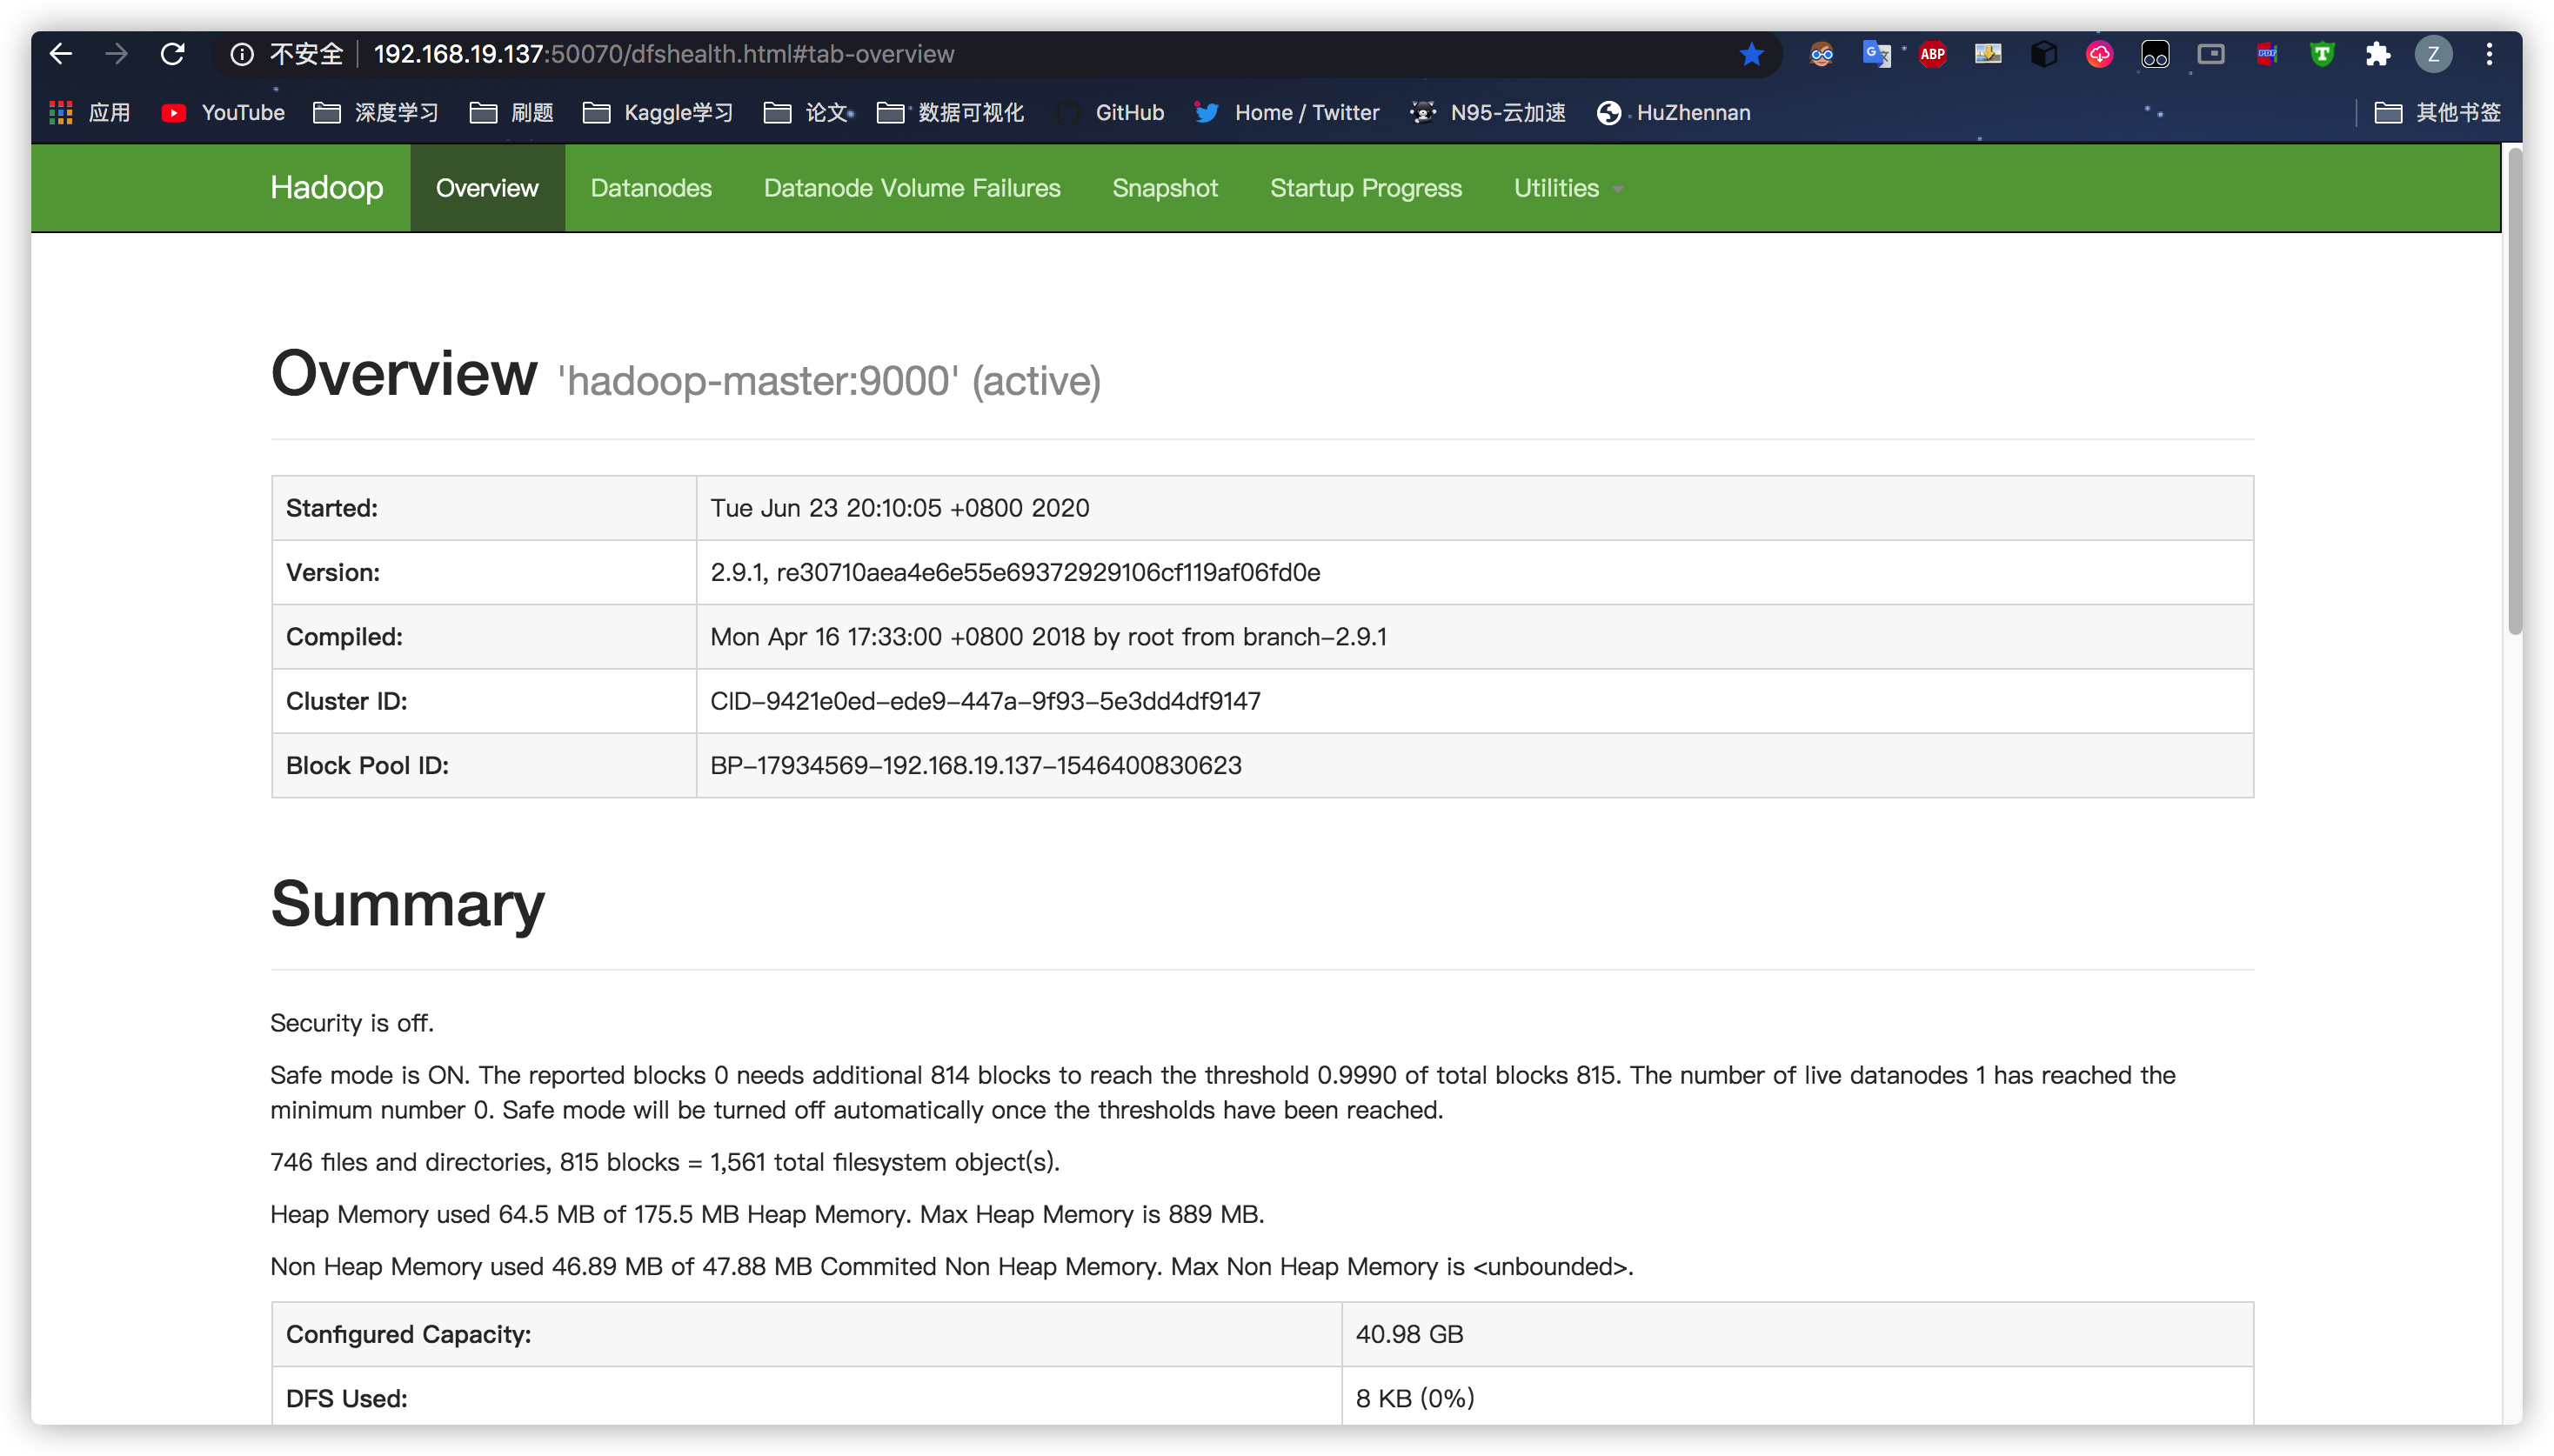 不安全 192.168.19.137:50070/dfshealth.html#tab-overview
ABP
Z
应用 YouTube 深度学习 刷题 Kaggle学习 论文 数据可视化 GitHub Home / Twitter N95-云加速 HuZhennan 其他书签
Hadoop Overview Datanodes Datanode Volume Failures Snapshot Startup Progress Utilities
Overview 'hadoop-master:9000' (active)
Started: Tue Jun 23 20:10:05 +0800 2020
Version: 2.9.1, re30710aea4e6e55e69372929106cf119af06fd0e
Compiled: Mon Apr 16 17:33:00 +0800 2018 by root from branch-2.9.1
Cluster ID: CID-9421e0ed-ede9-447a-9f93-5e3dd4df9147
Block Pool ID: BP-17934569-192.168.19.137-1546400830623
Summary
Security is off.
Safe mode is ON. The reported blocks 0 needs additional 814 blocks to reach the threshold 0.9990 of total blocks 815. The number of live datanodes 1 has reached the
minimum number 0. Safe mode will be turned off automatically once the thresholds have been reached.
746 files and directories, 815 blocks = 1,561 total filesystem object(s).
Heap Memory used 64.5 MB of 175.5 MB Heap Memory. Max Heap Memory is 889 MB.
Non Heap Memory used 46.89 MB of 47.88 MB Commited Non Heap Memory. Max Non Heap Memory is <unbounded>.
Configured Capacity: 40.98 GB
DFS Used: 8 KB (0%)